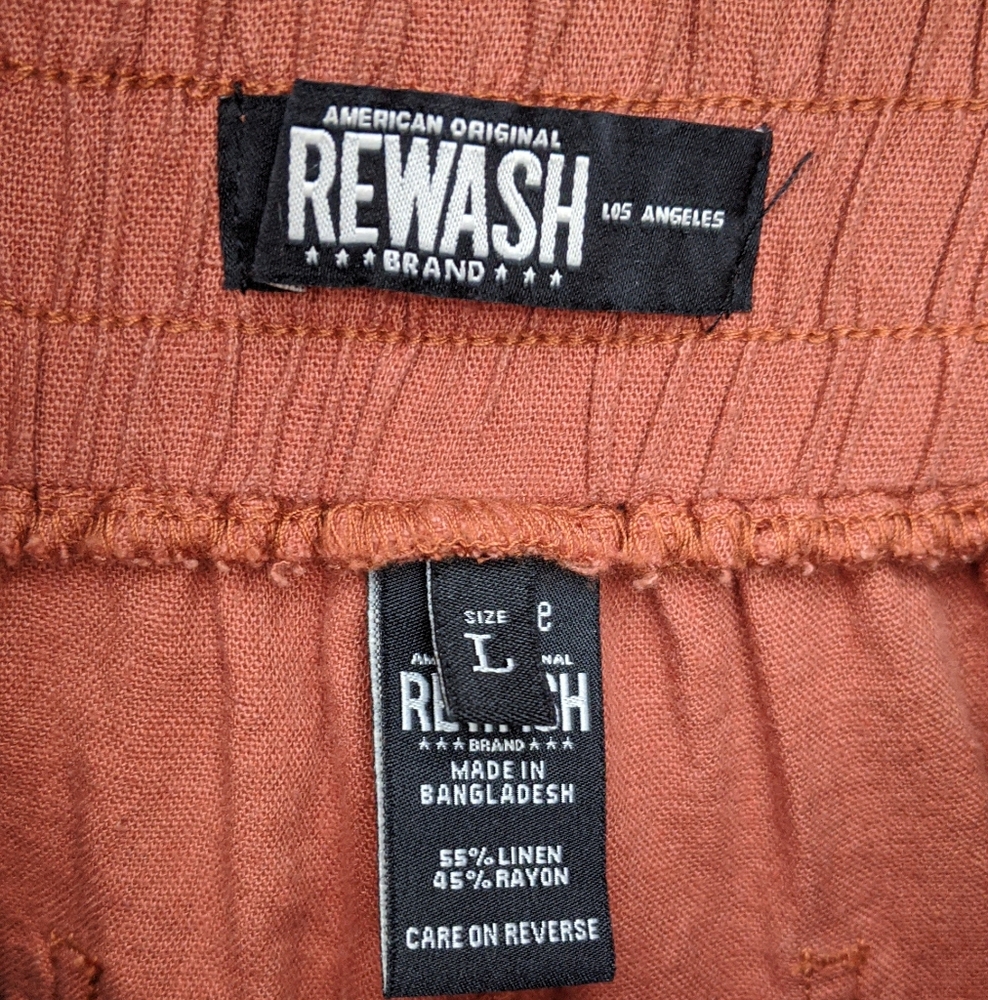 AMERICAN ORIGINAL
REWASH
LOS ANGELES
★★★BRAND★★★
SIZE
L
★★★BRAND★★★
MADE IN
BANGLADESH
55% LINEN
45% RAYON
CARE ON REVERSE